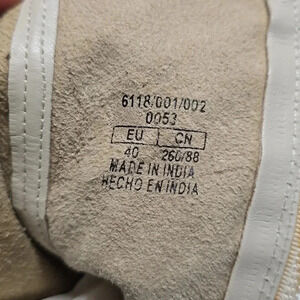 6118/001/002
0053
EU CN
40 260/88
MADE IN INDIA
HECHO EN INDIA